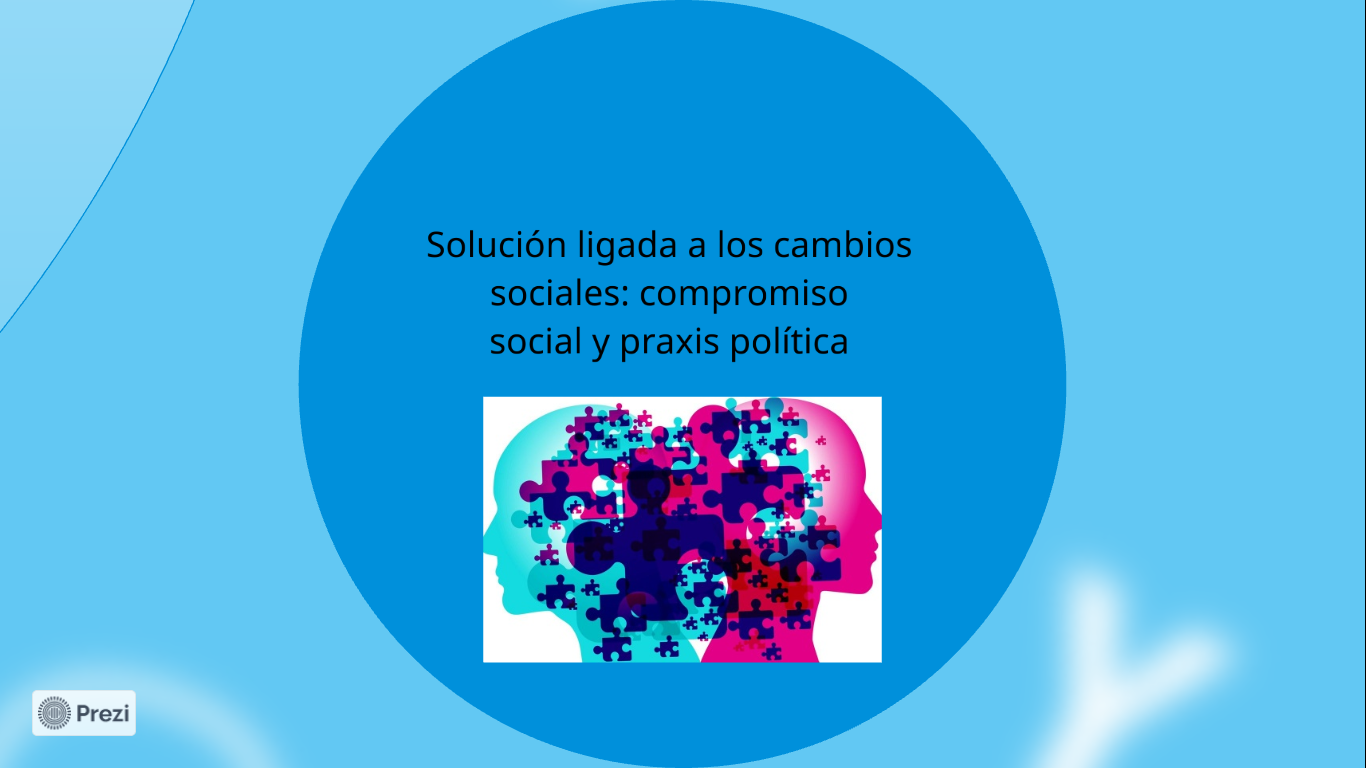 Solución ligada a los cambios
sociales: compromiso
social y praxis política
Prezi